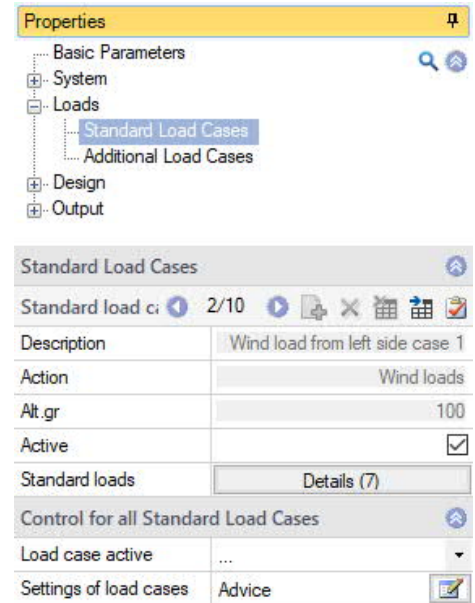 Properties
Basic Parameters
System
Loads
Standard Load Cases
Additional Load Cases
Design
Output
Standard Load Cases
Standard load ca 2/10
Description Wind load from left side case 1
Action Wind loads
Alt.gr 100
Active
Standard loads Details (7)
Control for all Standard Load Cases
Load case active ...
Settings of load cases Advice